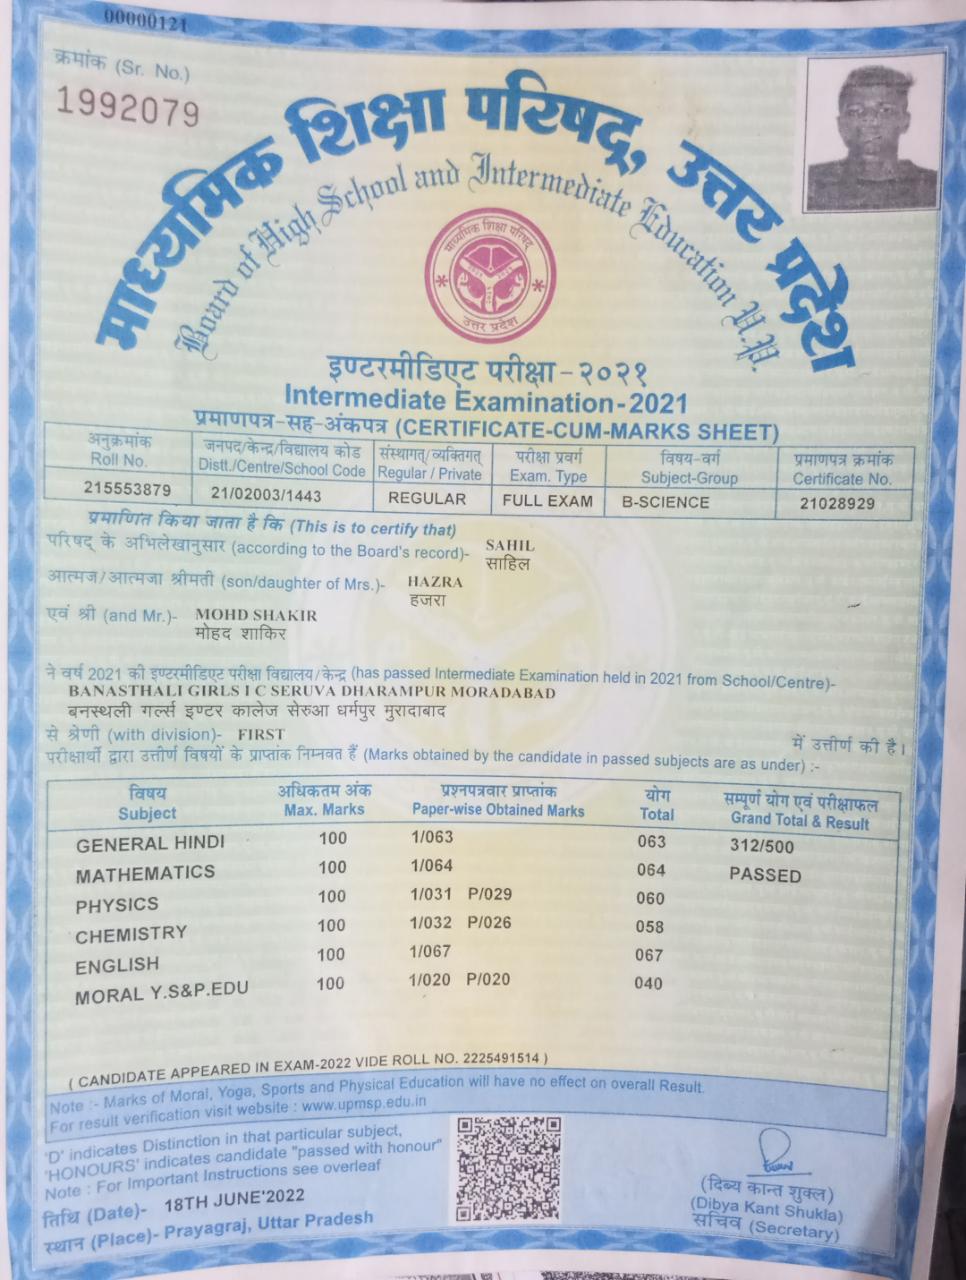 00000121
क्रमांक (Sr. No.)
1992079
माध्यमिक शिक्षा परिषद्, उत्तर प्रदेश
Board of High School and Intermediate Education U.P.
माध्यमिक शिक्षा परिषद्
उत्तर प्रदेश
इण्टरमीडिएट परीक्षा-२०२१
Intermediate Examination-2021
प्रमाणपत्र-सह-अंकपत्र (CERTIFICATE-CUM-MARKS SHEET)
अनुक्रमांक जनपद/केन्द्र/विद्यालय कोड संस्थागत्/व्यक्तिगत् परीक्षा प्रवर्ग विषय-वर्ग प्रमाणपत्र क्रमांक
Roll No. Distt./Centre/School Code Regular / Private Exam. Type Subject-Group Certificate No.
215553879 21/02003/1443 REGULAR FULL EXAM B-SCIENCE 21028929
प्रमाणित किया जाता है कि (This is to certify that)
परिषद् के अभिलेखानुसार (according to the Board's record)- SAHIL
साहिल
आत्मज/आत्मजा श्रीमती (son/daughter of Mrs.)- HAZRA
हजरा
एवं श्री (and Mr.)- MOHD SHAKIR
मोहद शाकिर
ने वर्ष 2021 की इण्टरमीडिएट परीक्षा विद्यालय/केन्द्र (has passed Intermediate Examination held in 2021 from School/Centre)-
BANASTHALI GIRLS I C SERUVA DHARAMPUR MORADABAD
बनस्थली गर्ल्स इण्टर कालेज सेरुआ धर्मपुर मुरादाबाद
से श्रेणी (with division)- FIRST में उत्तीर्ण की है।
परीक्षार्थी द्वारा उत्तीर्ण विषयों के प्राप्तांक निम्नवत हैं (Marks obtained by the candidate in passed subjects are as under) :-
विषय अधिकतम अंक प्रश्नपत्रवार प्राप्तांक योग सम्पूर्ण योग एवं परीक्षाफल
Subject Max. Marks Paper-wise Obtained Marks Total Grand Total & Result
GENERAL HINDI 100 1/063 063 312/500
MATHEMATICS 100 1/064 064 PASSED
PHYSICS 100 1/031 P/029 060
CHEMISTRY 100 1/032 P/026 058
ENGLISH 100 1/067 067
MORAL Y.S&P.EDU 100 1/020 P/020 040
( CANDIDATE APPEARED IN EXAM-2022 VIDE ROLL NO. 2225491514 )
Note :- Marks of Moral, Yoga, Sports and Physical Education will have no effect on overall Result.
For result verification visit website : www.upmsp.edu.in
'D' indicates Distinction in that particular subject,
'HONOURS' indicates candidate "passed with honour"
Note : For Important Instructions see overleaf
तिथि (Date)- 18TH JUNE'2022
स्थान (Place)- Prayagraj, Uttar Pradesh
(दिब्य कान्त शुक्ल)
(Dibya Kant Shukla)
सचिव (Secretary)